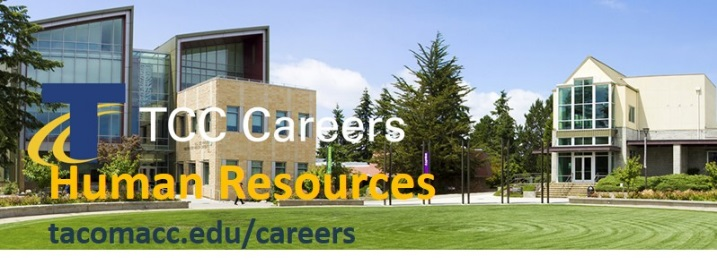 TCC Careers
Human Resources
tacomacc.edu/careers